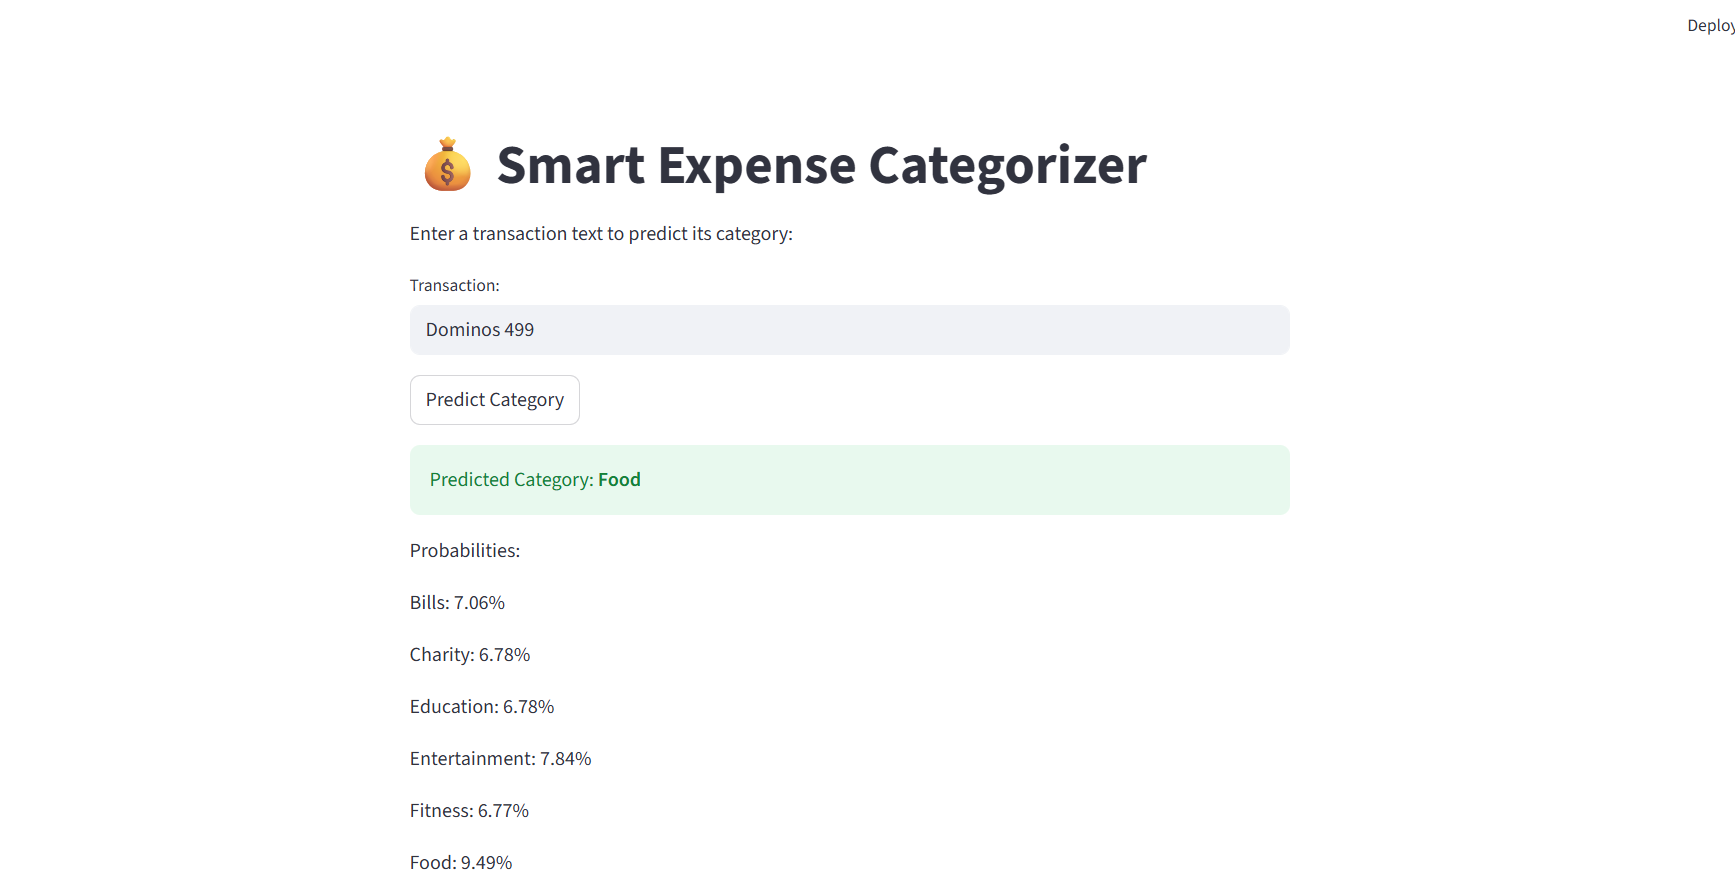 Deploy
Smart Expense Categorizer
Enter a transaction text to predict its category:
Transaction:
Dominos 499
Predict Category
Predicted Category: Food
Probabilities:
Bills: 7.06%
Charity: 6.78%
Education: 6.78%
Entertainment: 7.84%
Fitness: 6.77%
Food: 9.49%